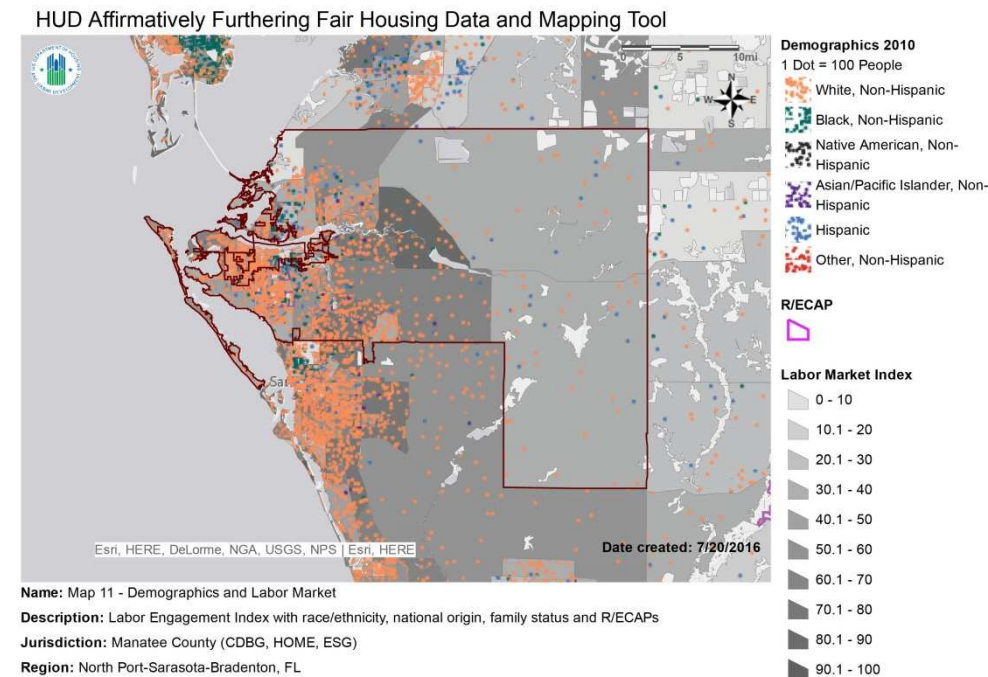 HUD Affirmatively Furthering Fair Housing Data and Mapping Tool
Bay
0 5 10mi
N
W E
S
Sar
Esri, HERE, DeLorme, NGA, USGS, NPS | Esri, HERE
Date created: 7/20/2016
Demographics 2010
1 Dot = 100 People
White, Non-Hispanic
Black, Non-Hispanic
Native American, Non-
Hispanic
Asian/Pacific Islander, Non-
Hispanic
Hispanic
Other, Non-Hispanic
R/ECAP
Labor Market Index
0 - 10
10.1 - 20
20.1 - 30
30.1 - 40
40.1 - 50
50.1 - 60
60.1 - 70
70.1 - 80
80.1 - 90
90.1 - 100
Name: Map 11 - Demographics and Labor Market
Description: Labor Engagement Index with race/ethnicity, national origin, family status and R/ECAPs
Jurisdiction: Manatee County (CDBG, HOME, ESG)
Region: North Port-Sarasota-Bradenton, FL